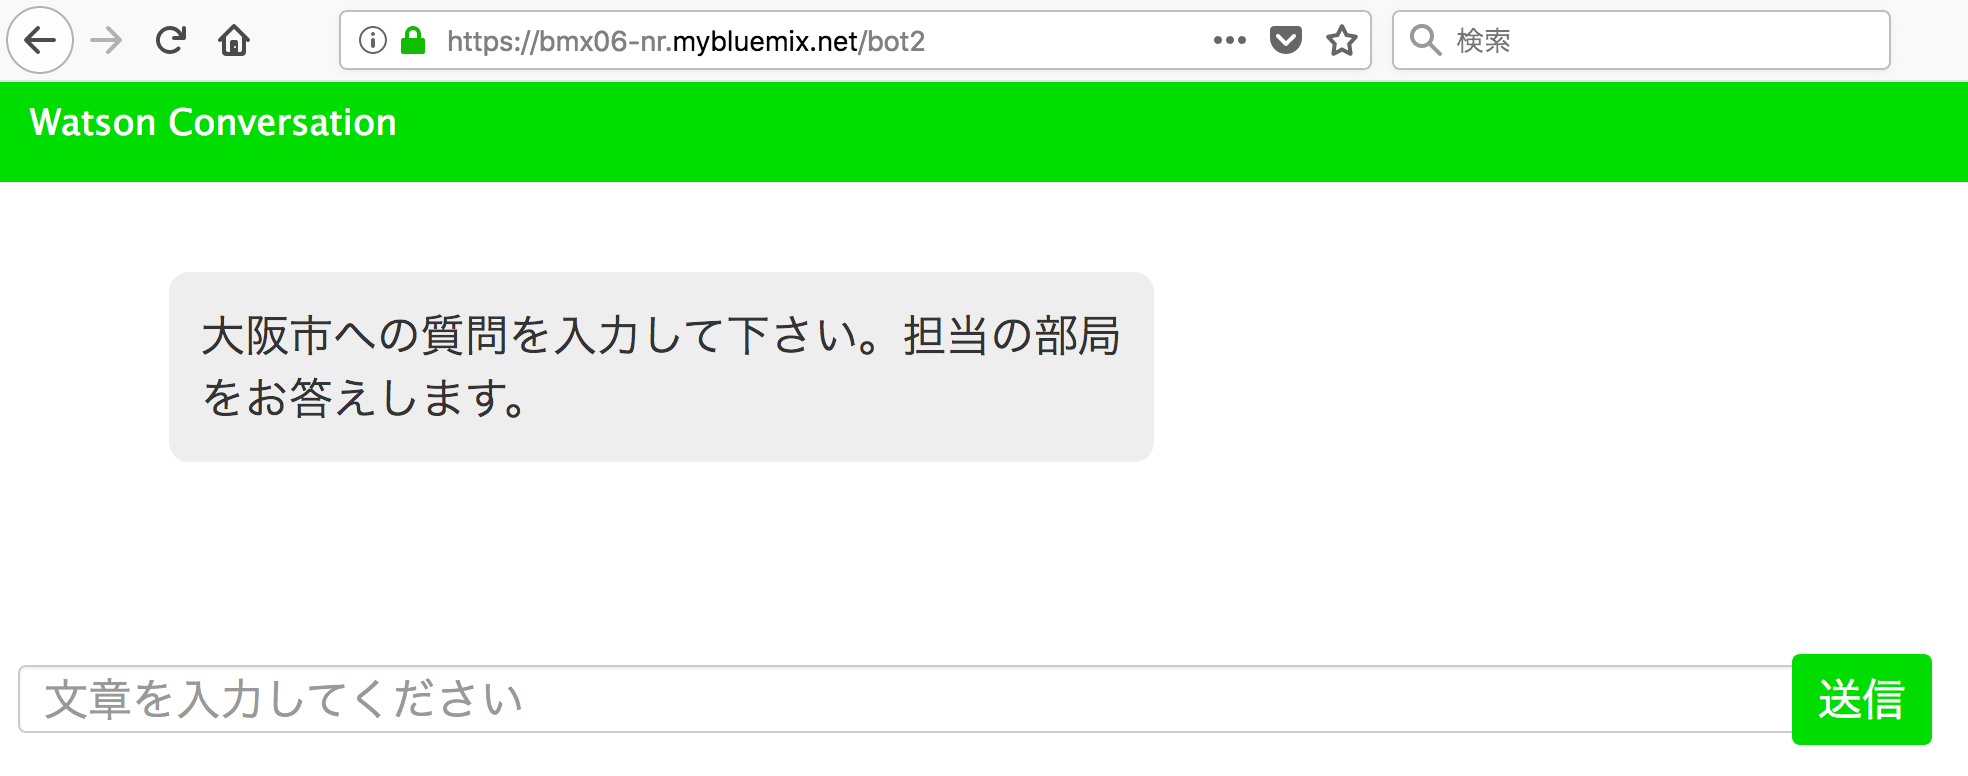 https://bmx06-nr.mybluemix.net/bot2
検索
Watson Conversation
大阪市への質問を入力して下さい。担当の部局
をお答えします。
文章を入力してください
送信